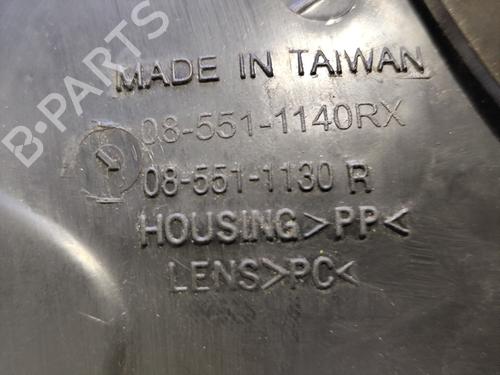 B-PARTS
MADE IN TAIWAN
08-551-1140RX
08-551-1130 R
HOUSING>PP<
LENS>PC<